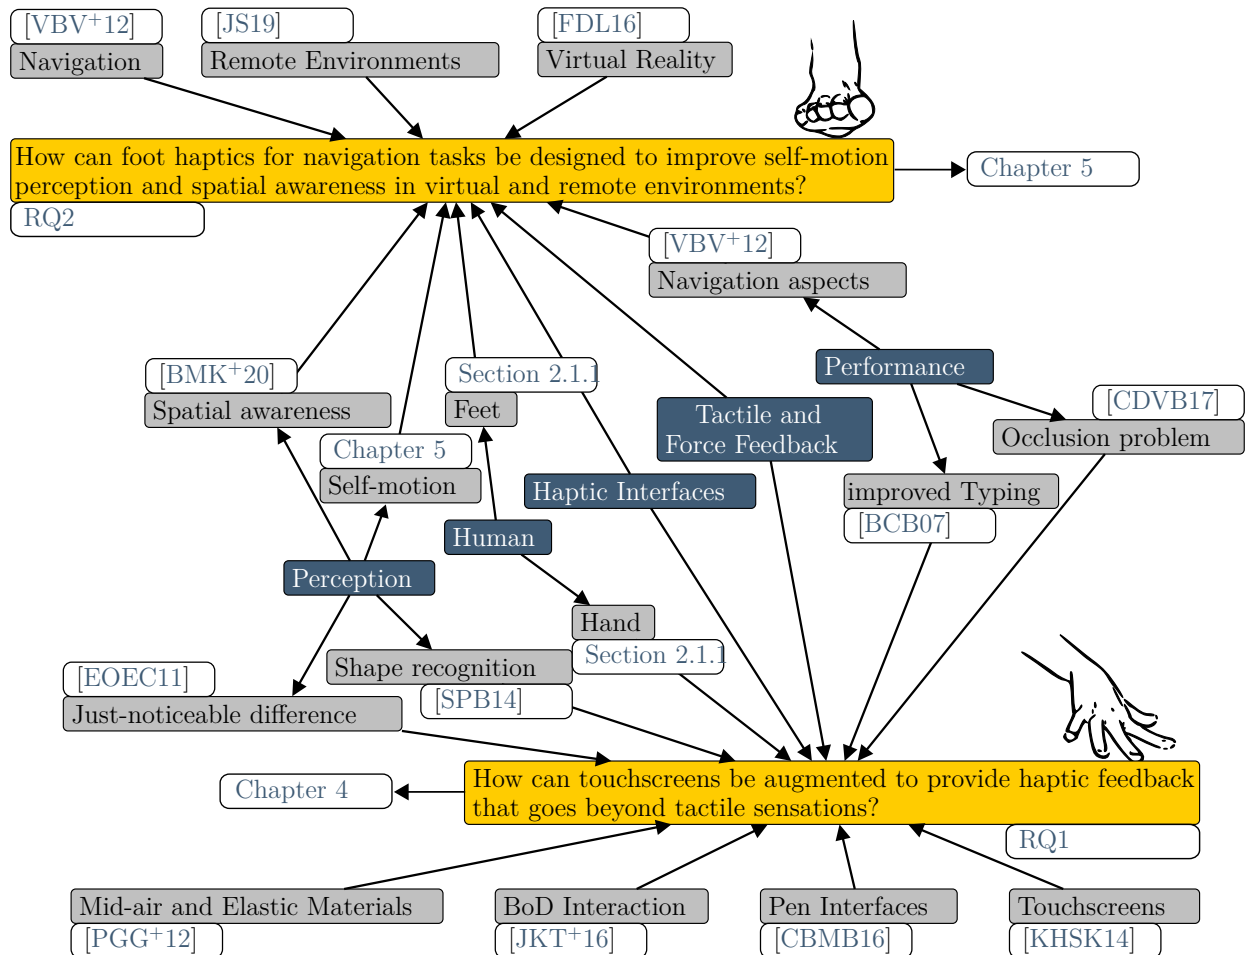 [VBV+12]
Navigation
[JS19]
Remote Environments
[FDL16]
Virtual Reality
How can foot haptics for navigation tasks be designed to improve self-motion
perception and spatial awareness in virtual and remote environments?
RQ2
Chapter 5
[VBV+12]
Navigation aspects
Performance
[BMK+20]
Spatial awareness
Section 2.1.1
Feet
Tactile and
Force Feedback
[CDVB17]
Occlusion problem
Chapter 5
Self-motion
Haptic Interfaces
improved Typing
[BCB07]
Human
Perception
Hand
Section 2.1.1
Shape recognition
[SPB14]
[EOEC11]
Just-noticeable difference
How can touchscreens be augmented to provide haptic feedback
that goes beyond tactile sensations?
Chapter 4
RQ1
Mid-air and Elastic Materials
[PGG+12]
BoD Interaction
[JKT+16]
Pen Interfaces
[CBMB16]
Touchscreens
[KHSK14]